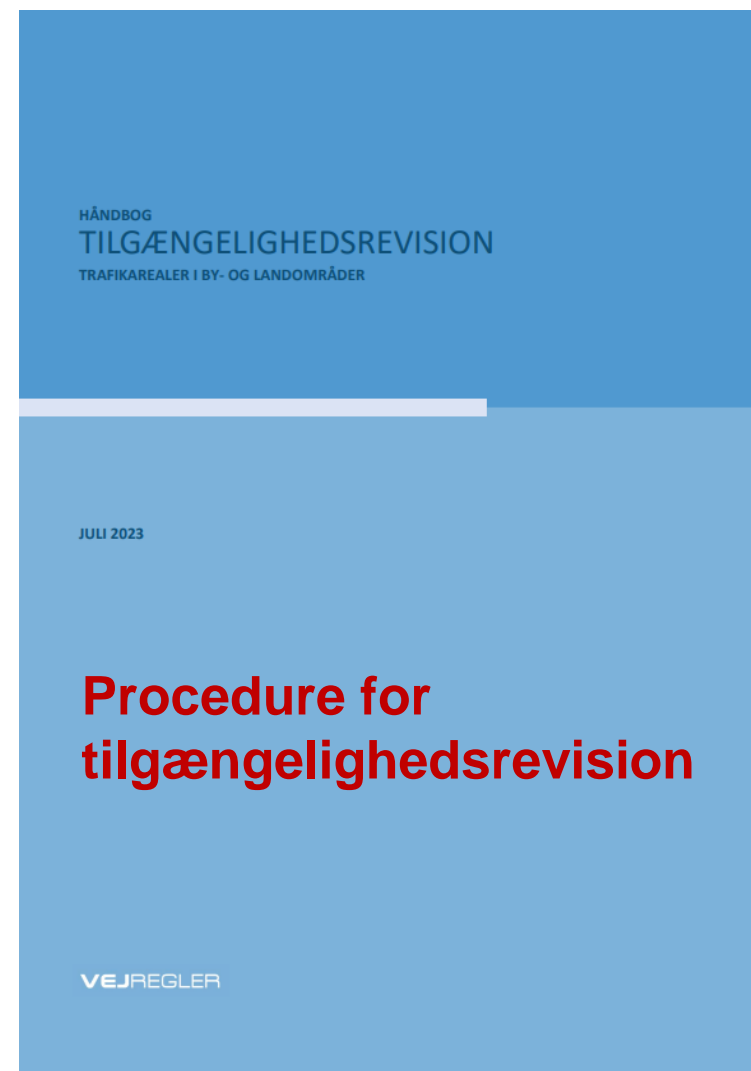 HÅNDBOG
TILGÆNGELIGHEDSREVISION
TRAFIKAREALER I BY- OG LANDOMRÅDER
JULI 2023
Procedure for
tilgængelighedsrevision
VEJREGLER